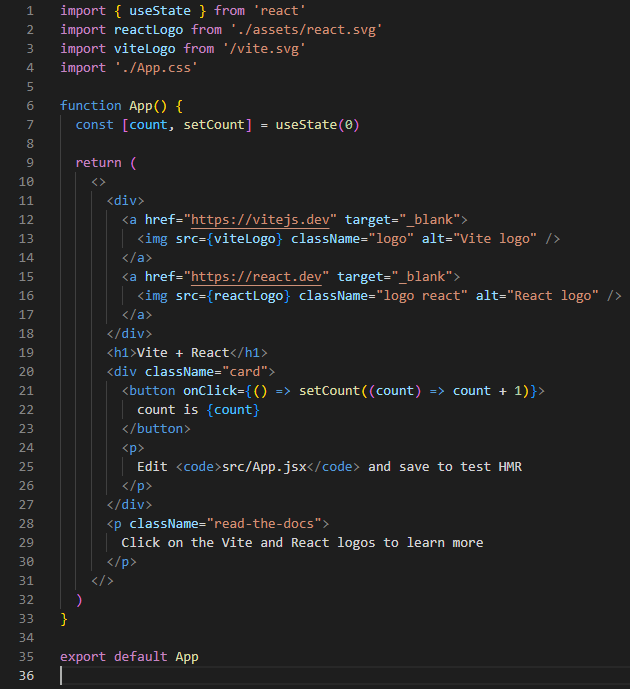 1 import { useState } from 'react'
2 import reactLogo from './assets/react.svg'
3 import viteLogo from '/vite.svg'
4 import './App.css'
5
6 function App() {
7   const [count, setCount] = useState(0)
8
9   return (
10     <>
11       <div>
12         <a href="https://vitejs.dev" target="_blank">
13           <img src={viteLogo} className="logo" alt="Vite logo" />
14         </a>
15         <a href="https://react.dev" target="_blank">
16           <img src={reactLogo} className="logo react" alt="React logo" />
17         </a>
18       </div>
19       <h1>Vite + React</h1>
20       <div className="card">
21         <button onClick={() => setCount((count) => count + 1)}>
22           count is {count}
23         </button>
24         <p>
25           Edit <code>src/App.jsx</code> and save to test HMR
26         </p>
27       </div>
28       <p className="read-the-docs">
29         Click on the Vite and React logos to learn more
30       </p>
31     </>
32   )
33 }
34
35 export default App
36